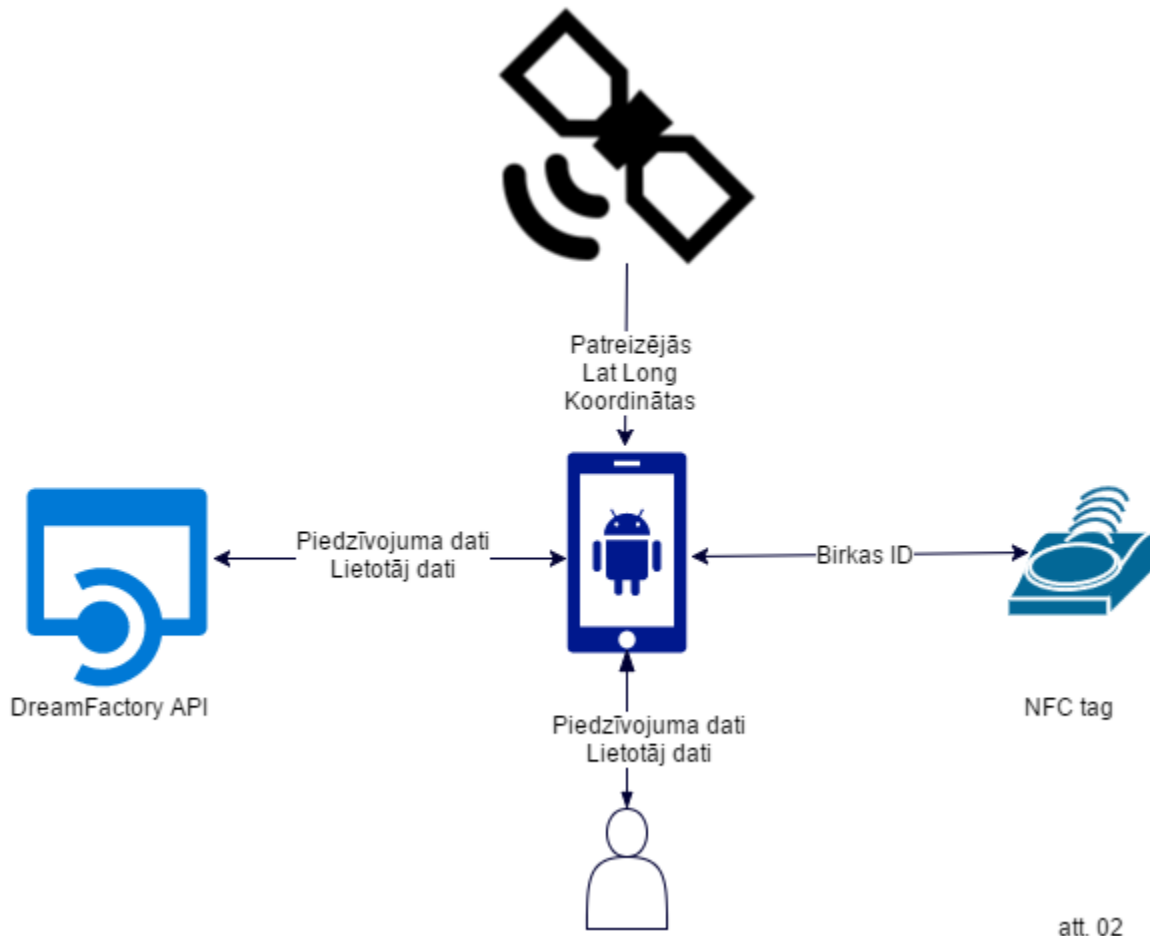 Patreizējās
Lat Long
Koordinātas
Piedzīvojuma dati
Lietotāj dati
Birkas ID
DreamFactory API
NFC tag
Piedzīvojuma dati
Lietotāj dati
att. 02